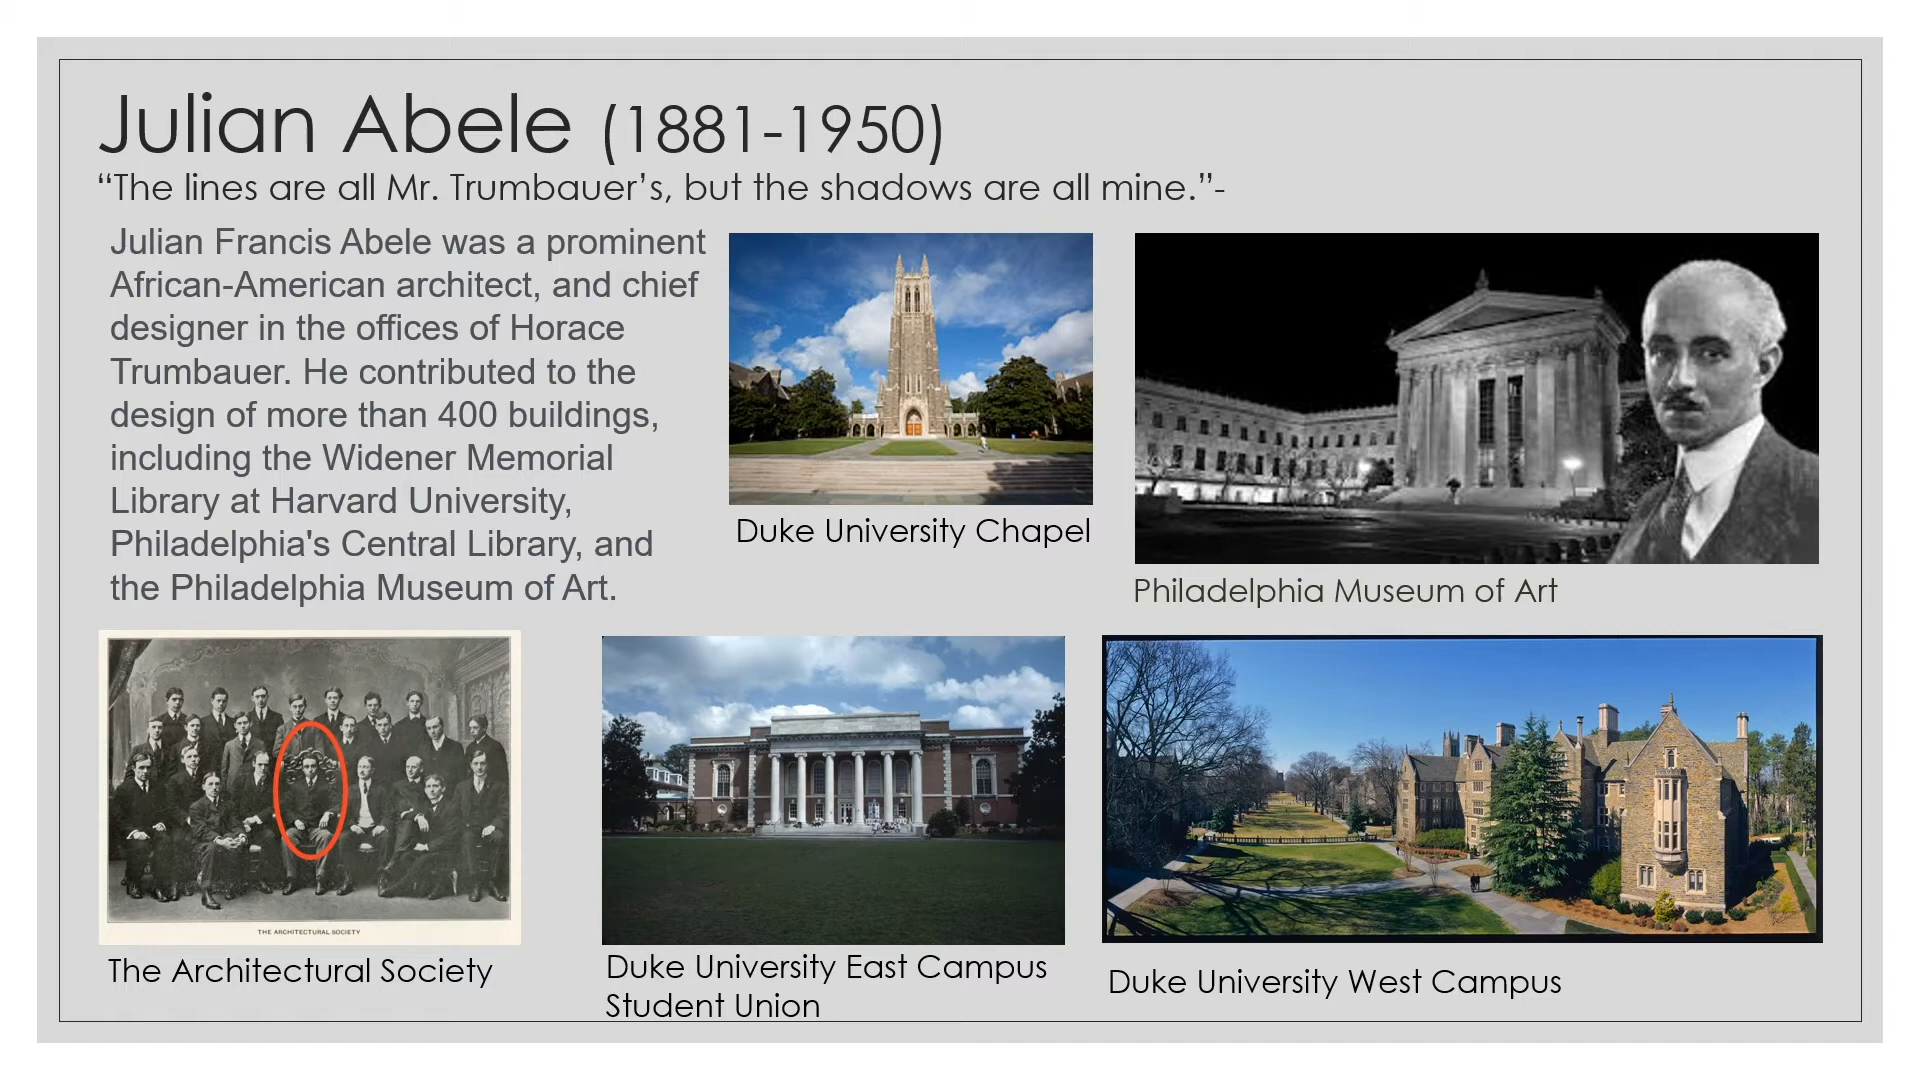 Julian Abele (1881-1950)
“The lines are all Mr. Trumbauer’s, but the shadows are all mine.”-
Julian Francis Abele was a prominent
African-American architect, and chief
designer in the offices of Horace
Trumbauer. He contributed to the
design of more than 400 buildings,
including the Widener Memorial
Library at Harvard University,
Philadelphia's Central Library, and
the Philadelphia Museum of Art.
Duke University Chapel
Philadelphia Museum of Art
THE ARCHITECTURAL SOCIETY
The Architectural Society
Duke University East Campus
Student Union
Duke University West Campus